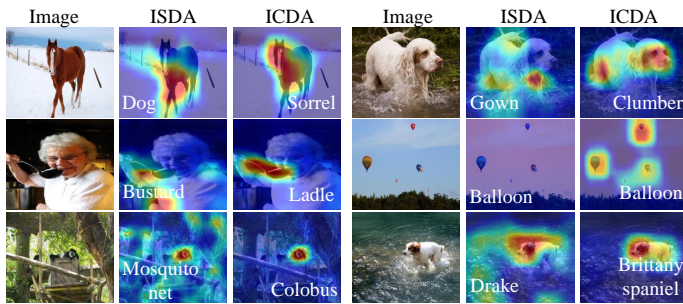 Image ISDA ICDA Image ISDA ICDA
Dog Sorrel Gown Clumber
Bustard Ladle Balloon Balloon
Mosquito net Colobus Drake Brittany spaniel